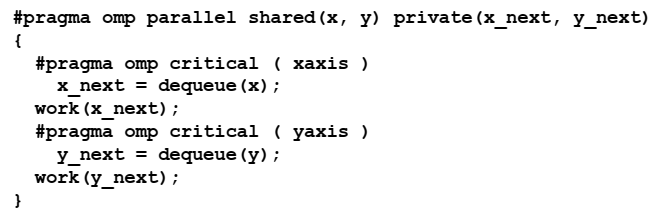 #pragma omp parallel shared(x, y) private(x_next, y_next)
{
  #pragma omp critical ( xaxis )
    x_next = dequeue(x);
  work(x_next);
  #pragma omp critical ( yaxis )
    y_next = dequeue(y);
  work(y_next);
}